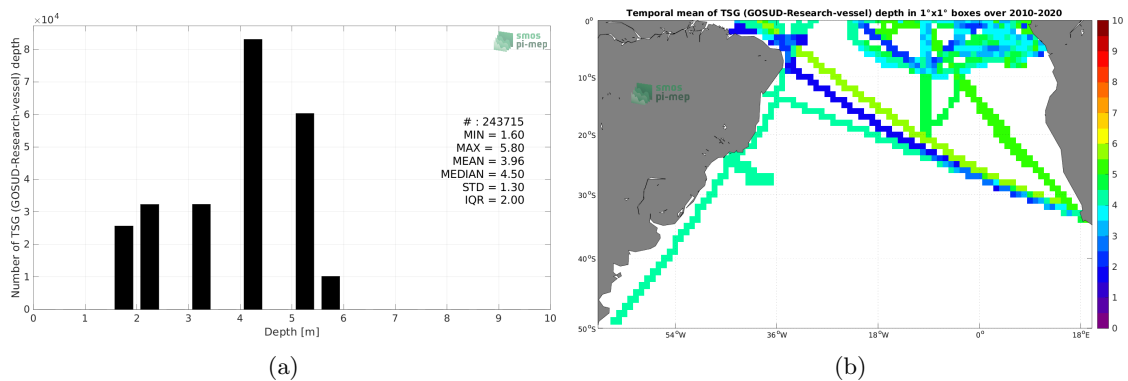 ×10⁴
8
7
6
5
4
3
2
1
0
Number of TSG (GOSUD-Research-vessel) depth
smos
pi-mep
# : 243715
MIN = 1.60
MAX = 5.80
MEAN = 3.96
MEDIAN = 4.50
STD = 1.30
IQR = 2.00
0 1 2 3 4 5 6 7 8 9 10
Depth [m]
(a)
Temporal mean of TSG (GOSUD-Research-vessel) depth in 1°x1° boxes over 2010-2020
0°
10°S
20°S
30°S
40°S
50°S
smos
pi-mep
54°W 36°W 18°W 0° 18°E
10
9
8
7
6
5
4
3
2
1
0
(b)